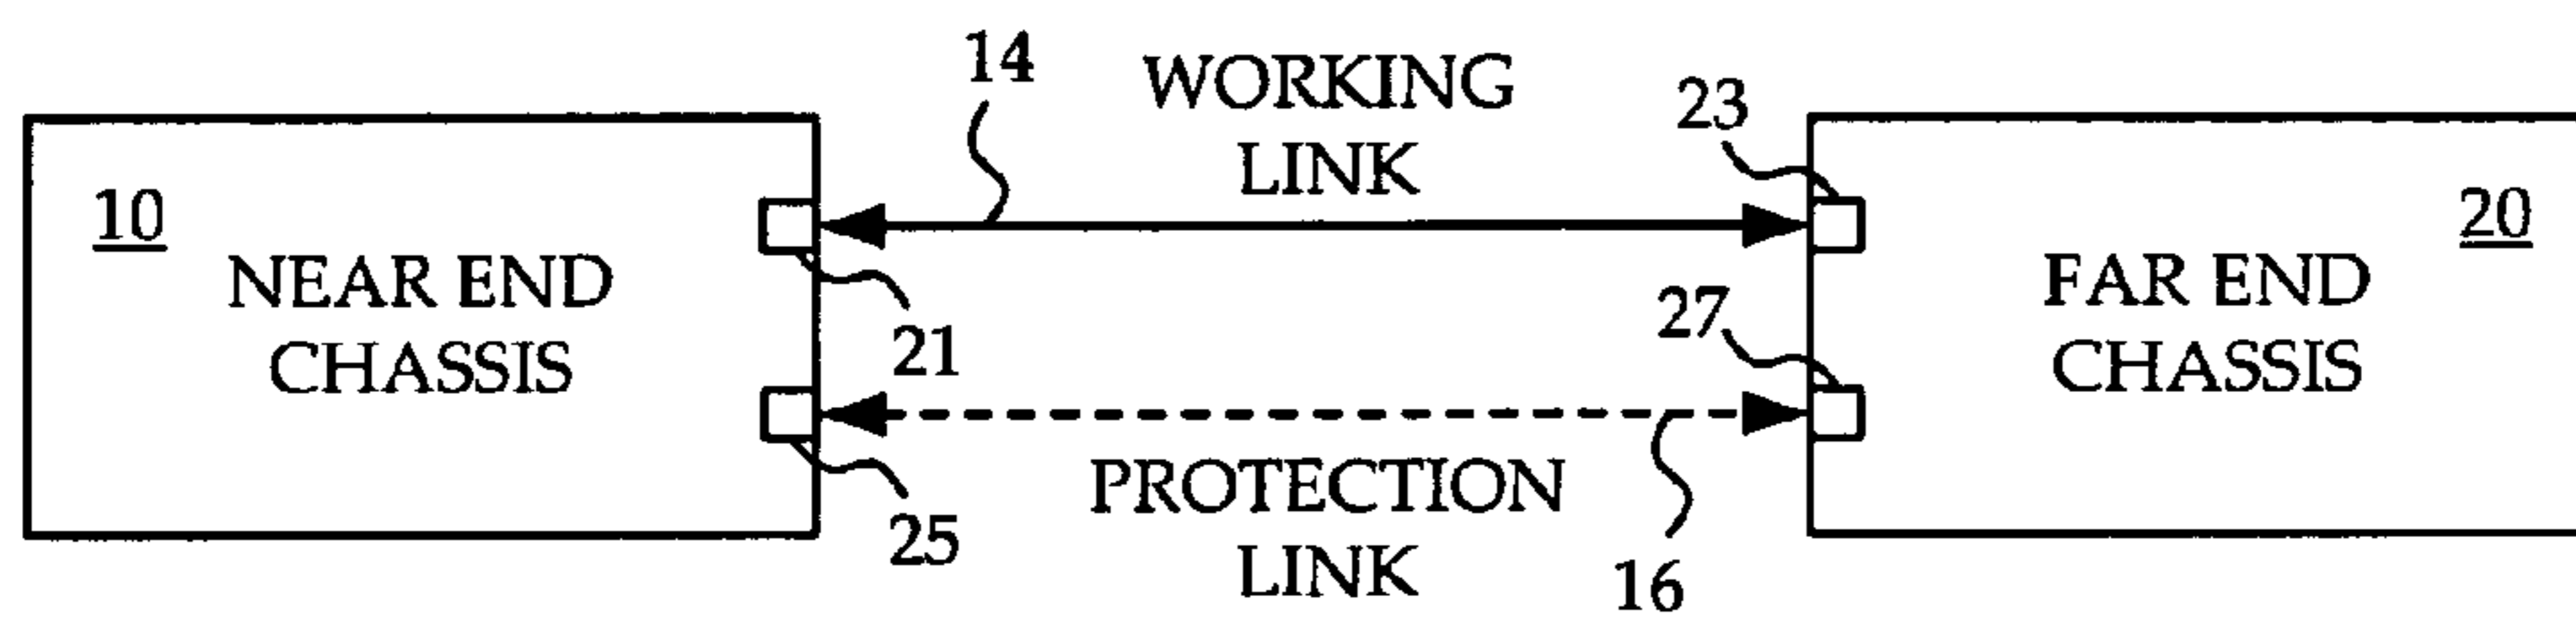 14
WORKING
LINK
23
10
20
NEAR END
CHASSIS
21
27
FAR END
CHASSIS
25
PROTECTION
LINK
16